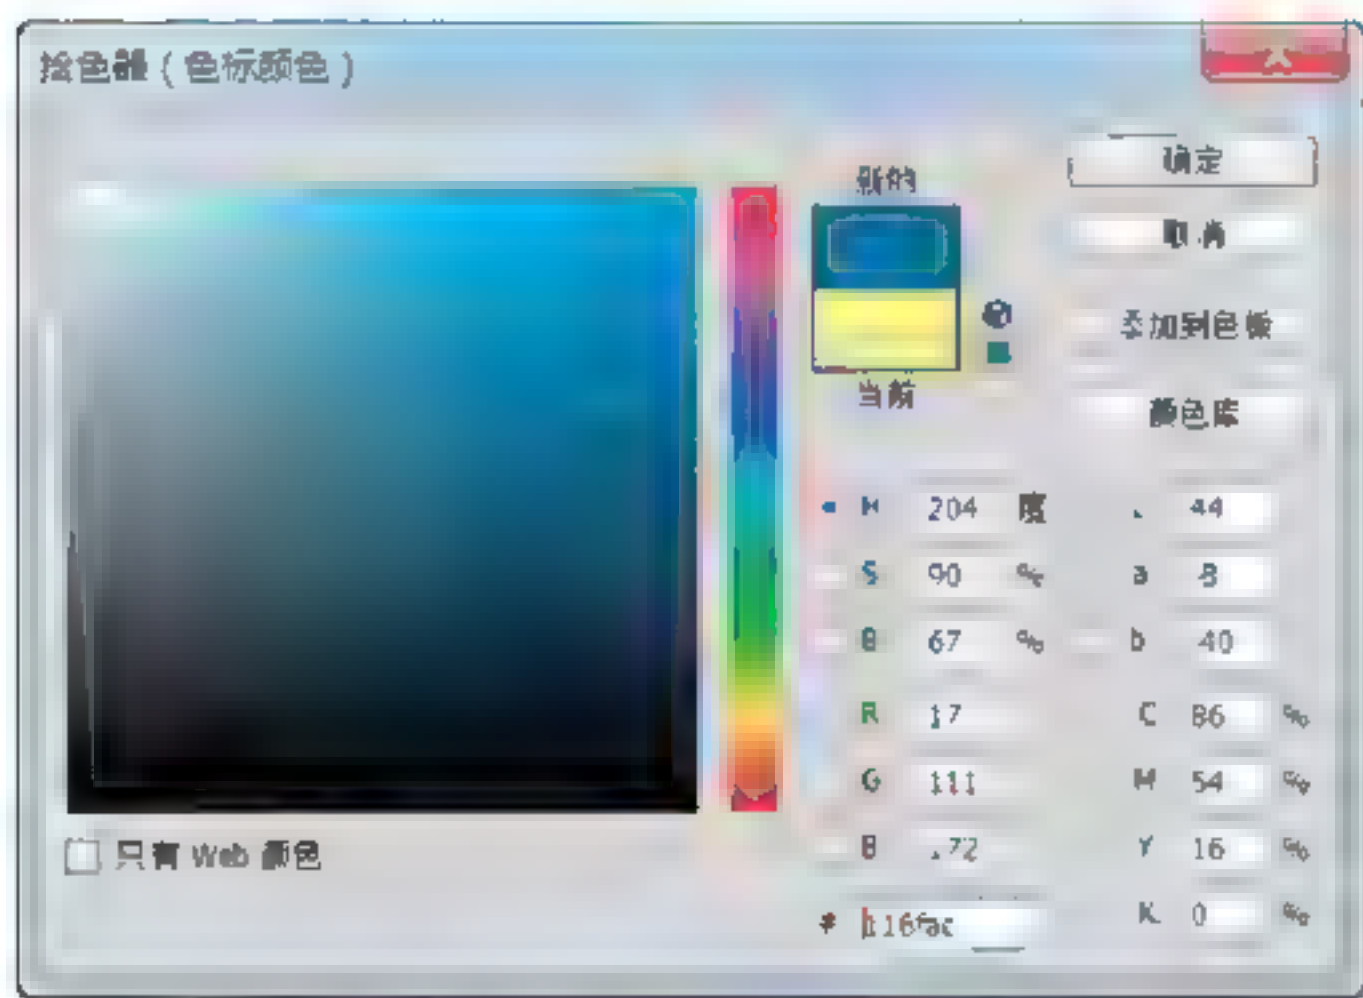 拾色器 ( 色标颜色 )
新的
当前
确定
取消
添加到色板
颜色库
H 204 度
S 90 %
B 67 %
R 17
G 111
B 172
# 116fac
44
a -8
b -40
C 86 %
M 54 %
Y 16 %
K 0 %
只有 Web 颜色